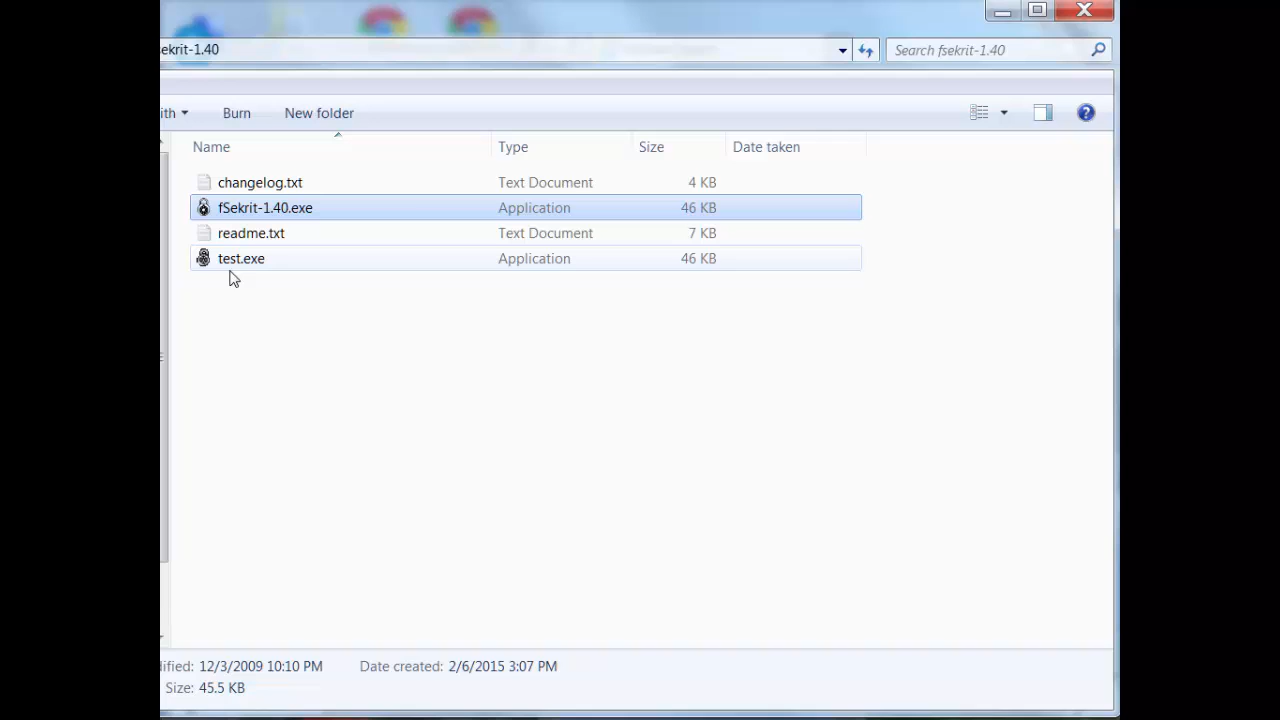 ekrit-1.40
Search fsekrit-1.40
ith Burn New folder
Name Type Size Date taken
changelog.txt Text Document 4 KB
fSekrit-1.40.exe Application 46 KB
readme.txt Text Document 7 KB
test.exe Application 46 KB
ified: 12/3/2009 10:10 PM Date created: 2/6/2015 3:07 PM
Size: 45.5 KB